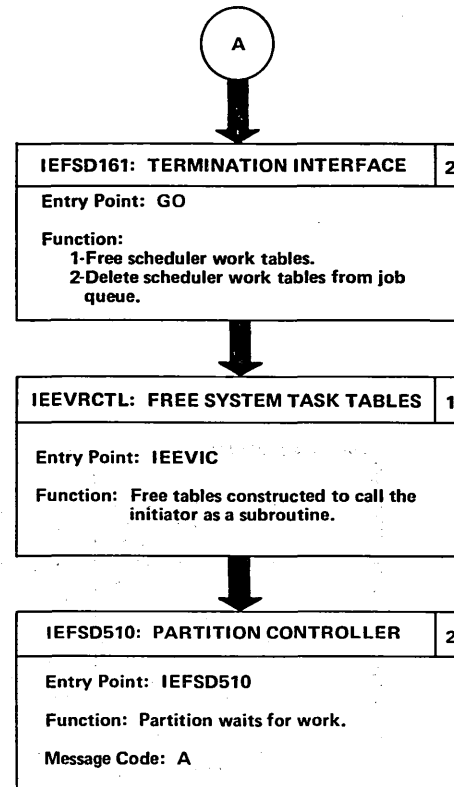 A
IEFSD161: TERMINATION INTERFACE 2
Entry Point: GO
Function:
1-Free scheduler work tables.
2-Delete scheduler work tables from job
queue.
IEEVRCTL: FREE SYSTEM TASK TABLES 1
Entry Point: IEEVIC
Function: Free tables constructed to call the
initiator as a subroutine.
IEFSD510: PARTITION CONTROLLER 2
Entry Point: IEFSD510
Function: Partition waits for work.
Message Code: A